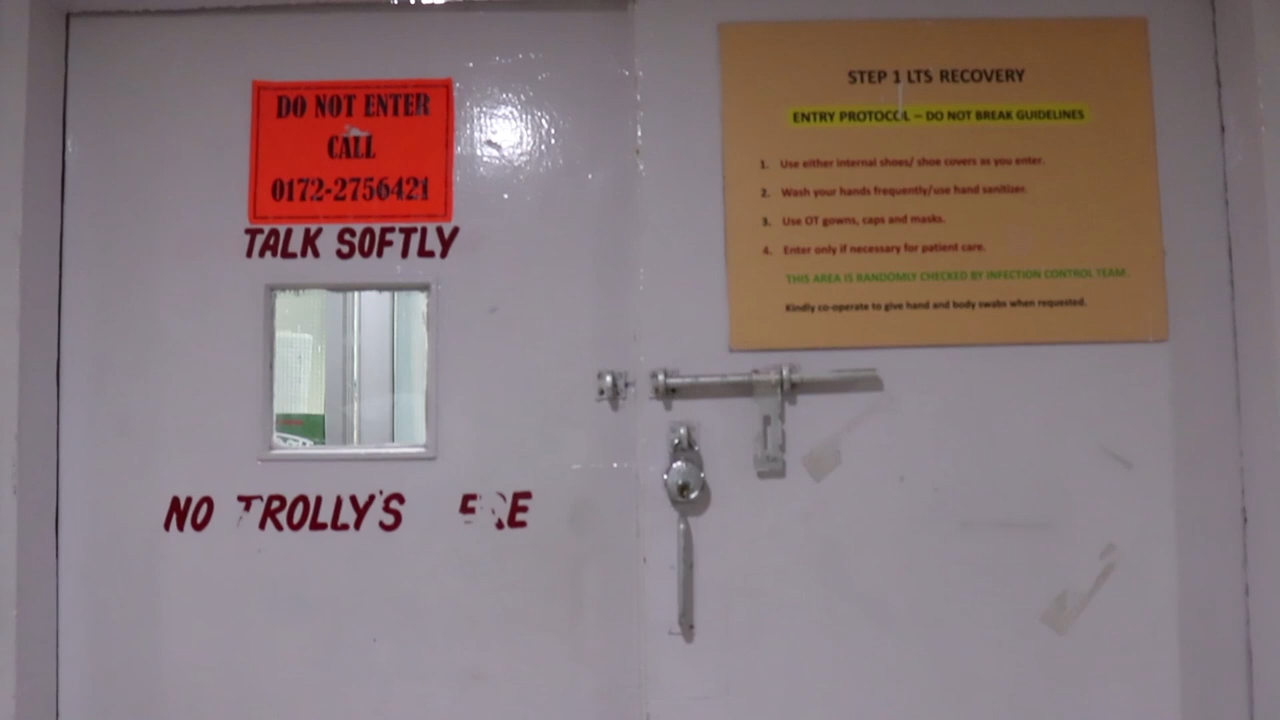 DO NOT ENTER
CALL
0172-2756421
TALK SOFTLY
NO TROLLY'S
STEP 1 LTS RECOVERY
ENTRY PROTOCOL – DO NOT BREAK GUIDELINES
1. Use either internal shoes/ shoe covers as you enter.
2. Wash your hands frequently/use hand sanitizer.
3. Use OT gowns, caps and masks.
4. Enter only if necessary for patient care.
THIS AREA IS RANDOMLY CHECKED BY INFECTION CONTROL TEAM.
Kindly co-operate to give hand and body swabs when requested.